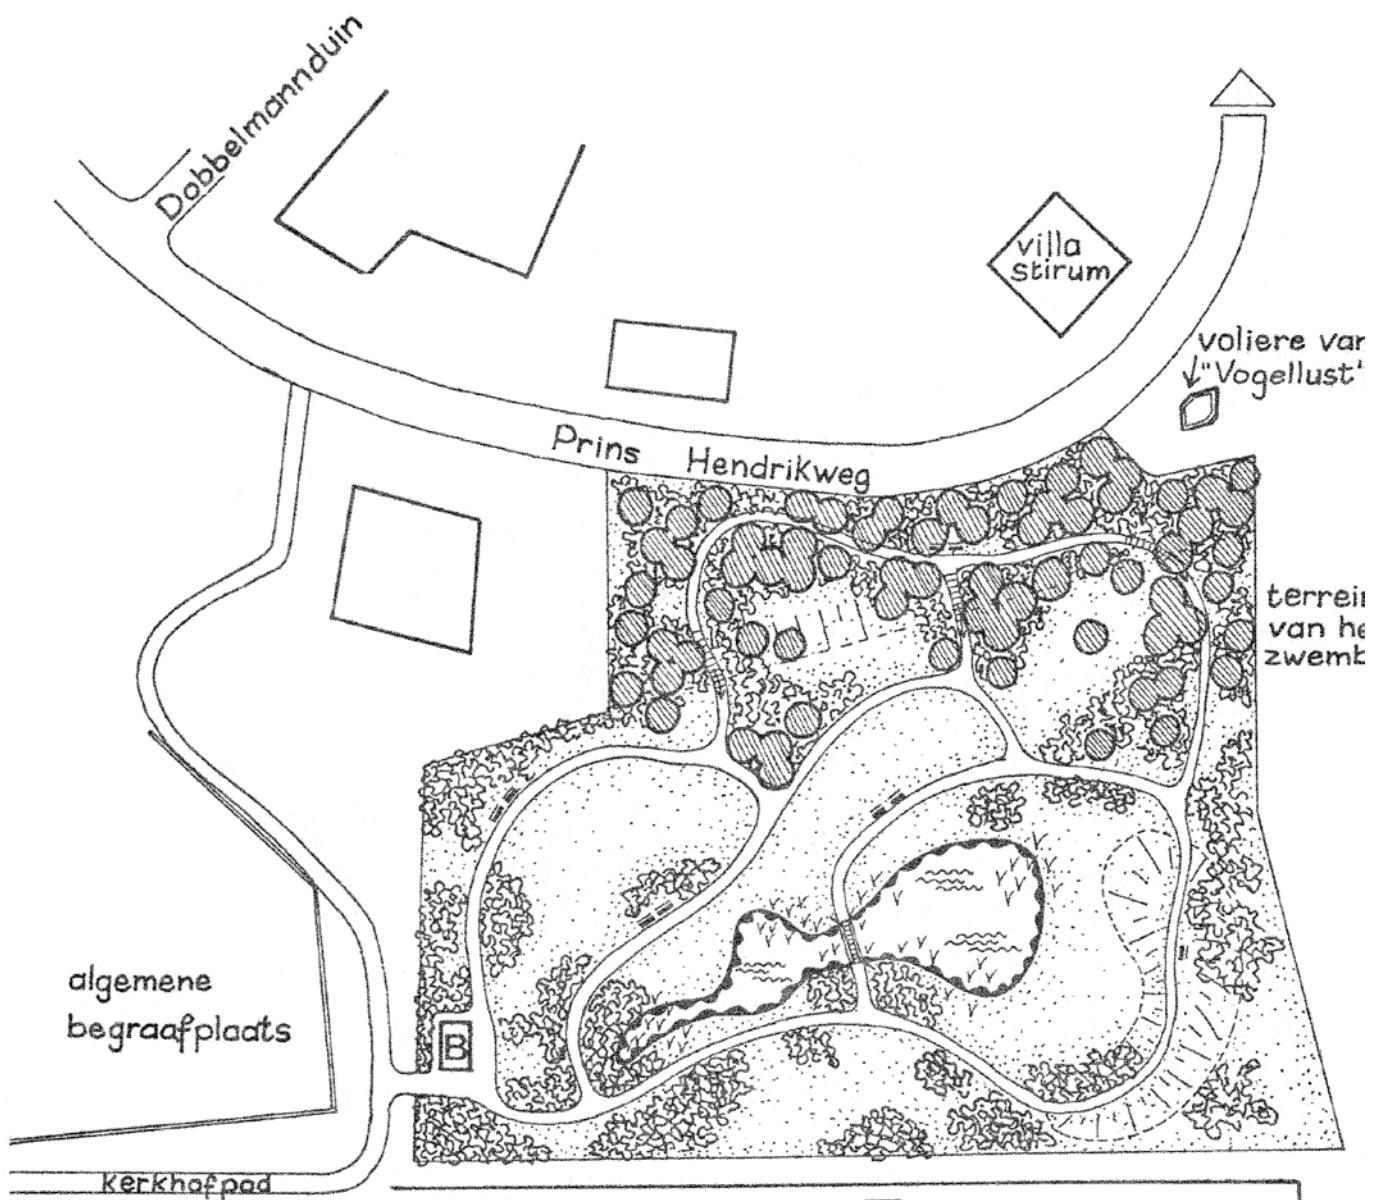 Dobbelmannduin
villa
stirum
voliere van
"Vogellust"
Prins Hendrikweg
terrein
van he
zwemb
algemene
begraafplaats
B
kerkhofpad